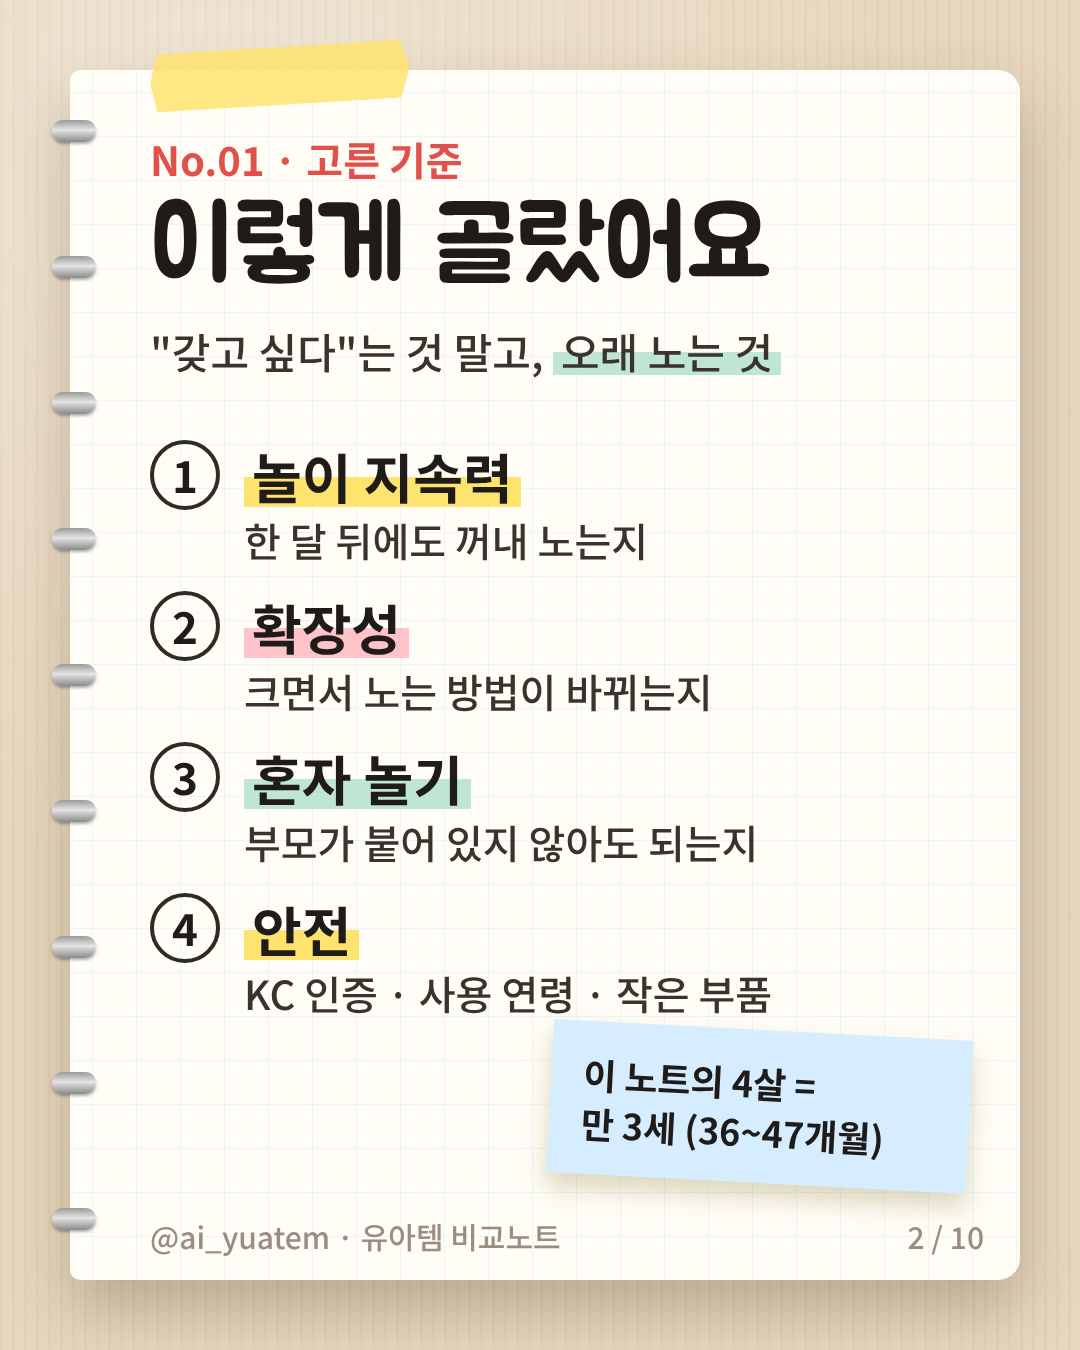 No.01 · 고른 기준
이렇게 골랐어요
"갖고 싶다"는 것 말고, 오래 노는 것
1 놀이 지속력
한 달 뒤에도 꺼내 노는지
2 확장성
크면서 노는 방법이 바뀌는지
3 혼자 놀기
부모가 붙어 있지 않아도 되는지
4 안전
KC 인증 · 사용 연령 · 작은 부품
이 노트의 4살 =
만 3세 (36~47개월)
@ai_yuatem · 유아템 비교노트
2 / 10